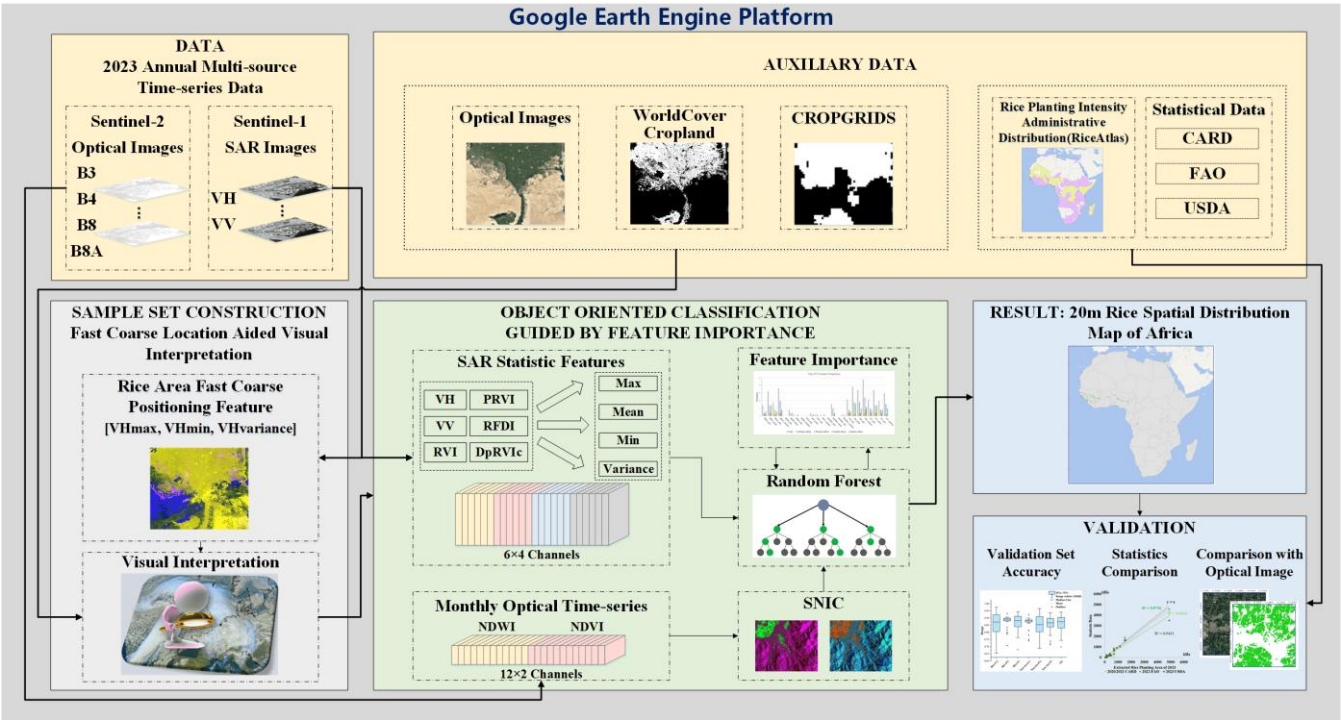 Google Earth Engine Platform
DATA
2023 Annual Multi-source
Time-series Data
Sentinel-2
Optical Images
B3
B4
B8
B8A
Sentinel-1
SAR Images
VH
VV
AUXILIARY DATA
Optical Images
WorldCover
Cropland
CROPGRIDS
Rice Planting Intensity
Administrative
Distribution(RiceAtlas)
Statistical Data
CARD
FAO
USDA
SAMPLE SET CONSTRUCTION
Fast Coarse Location Aided Visual
Interpretation
Rice Area Fast Coarse
Positioning Feature
[VHmax, VHmin, VHvariance]
Visual Interpretation
OBJECT ORIENTED CLASSIFICATION
GUIDED BY FEATURE IMPORTANCE
SAR Statistic Features
VH PRVI
VV RFDI
RVI DpRVIc
Max
Mean
Min
Variance
6×4 Channels
Monthly Optical Time-series
NDWI NDVI
12×2 Channels
Feature Importance
Random Forest
SNIC
RESULT: 20m Rice Spatial Distribution
Map of Africa
VALIDATION
Validation Set
Accuracy
Statistics
Comparison
Comparison with
Optical Image
Extracted Rice Planting Area of 2023